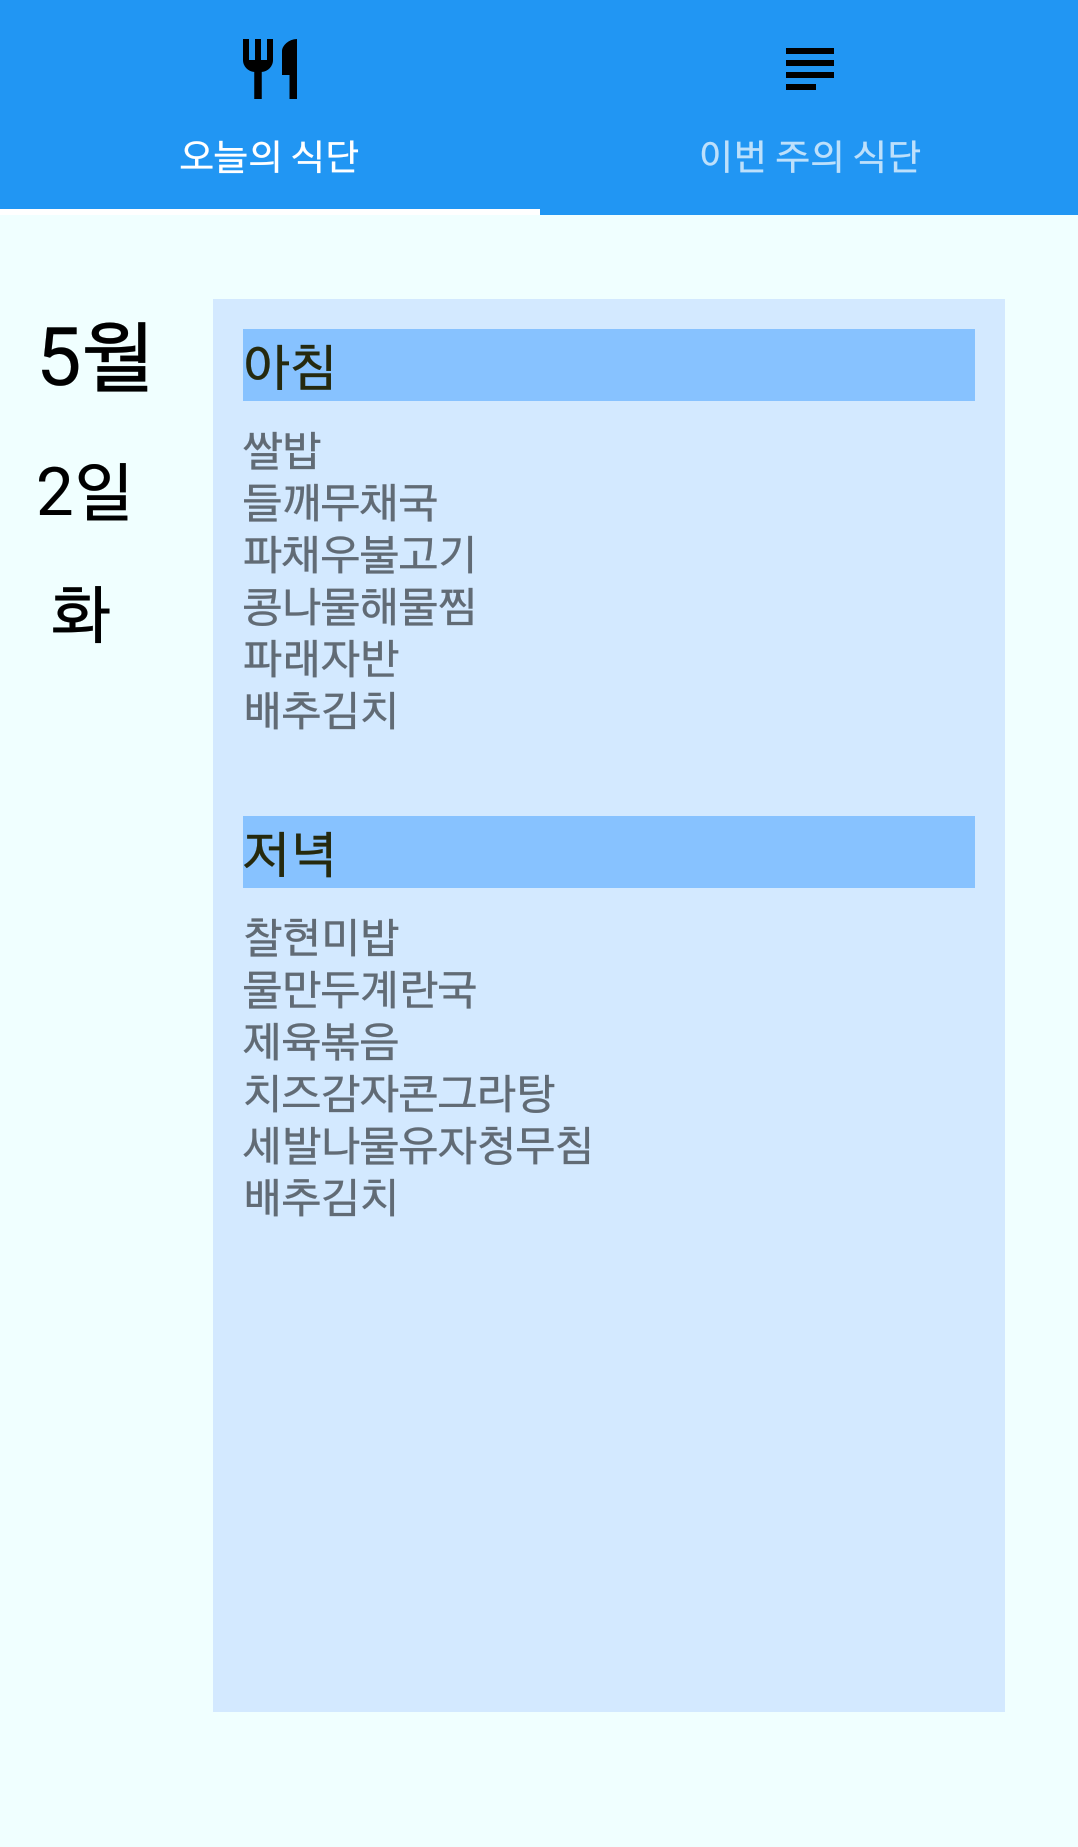 오늘의 식단
이번 주의 식단
5월
2일
화
아침
쌀밥
들깨무채국
파채우불고기
콩나물해물찜
파래자반
배추김치
저녁
찰현미밥
물만두계란국
제육볶음
치즈감자콘그라탕
세발나물유자청무침
배추김치